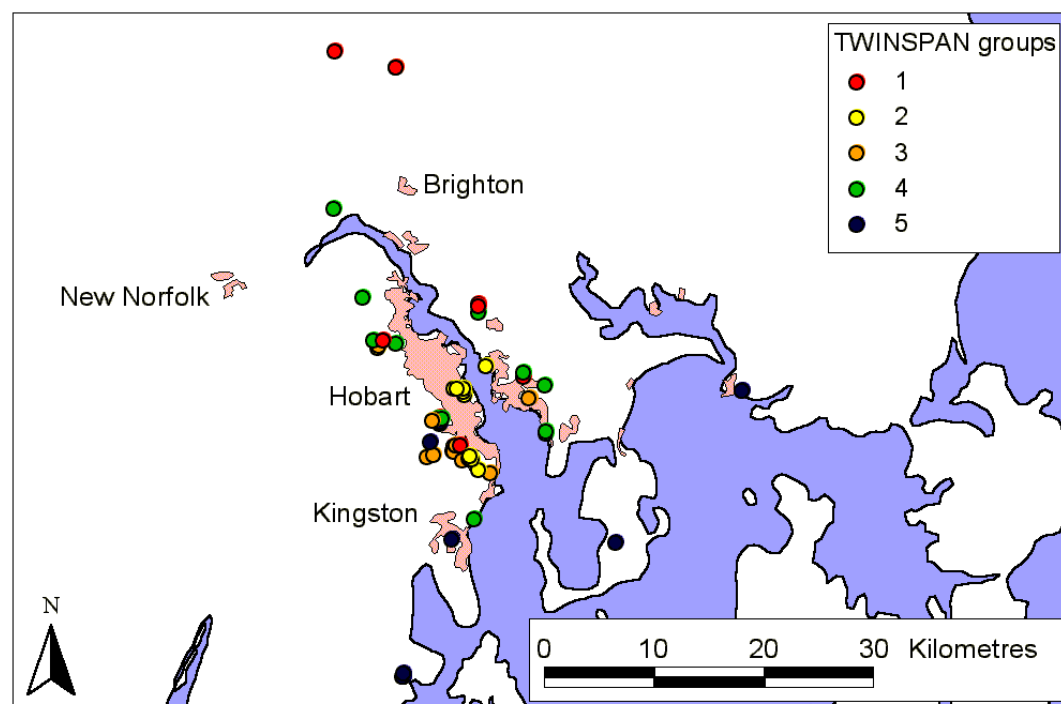 TWINSPAN groups
1
2
3
4
5
Brighton
New Norfolk
Hobart
Kingston
N
0 10 20 30 Kilometres